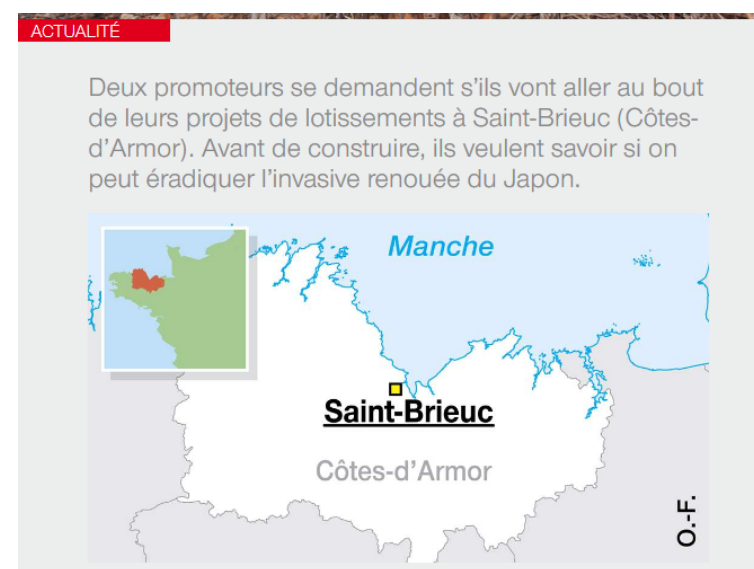 ACTUALITÉ
Deux promoteurs se demandent s’ils vont aller au bout
de leurs projets de lotissements à Saint-Brieuc (Côtes-
d’Armor). Avant de construire, ils veulent savoir si on
peut éradiquer l’invasive renouée du Japon.
Manche
Saint-Brieuc
Côtes-d’Armor
O.-F.